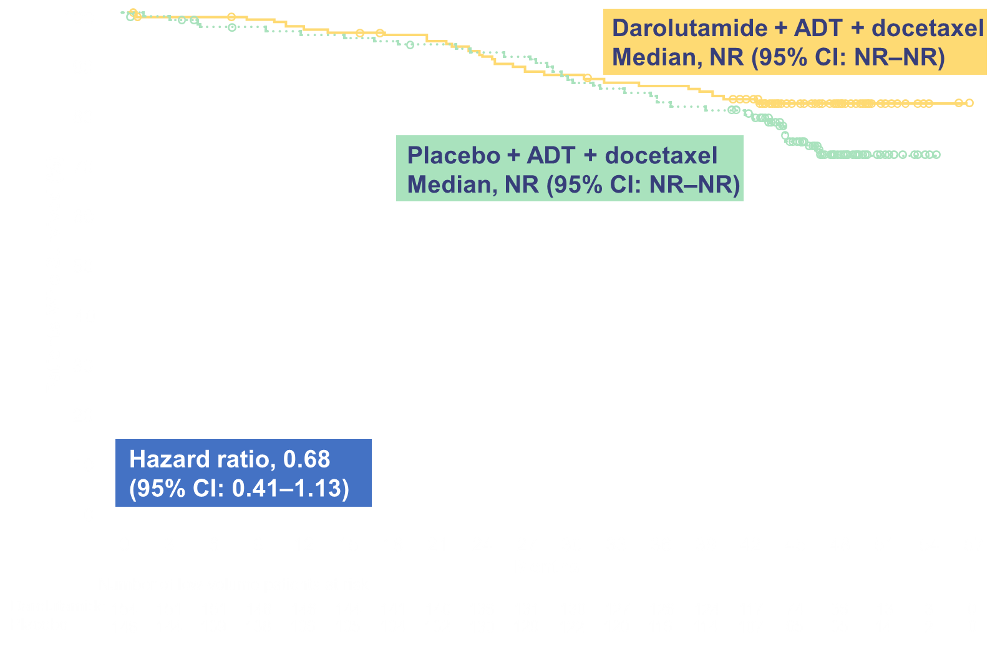 Darolutamide + ADT + docetaxel
Median, NR (95% CI: NR–NR)
Placebo + ADT + docetaxel
Median, NR (95% CI: NR–NR)
Hazard ratio, 0.68
(95% CI: 0.41–1.13)